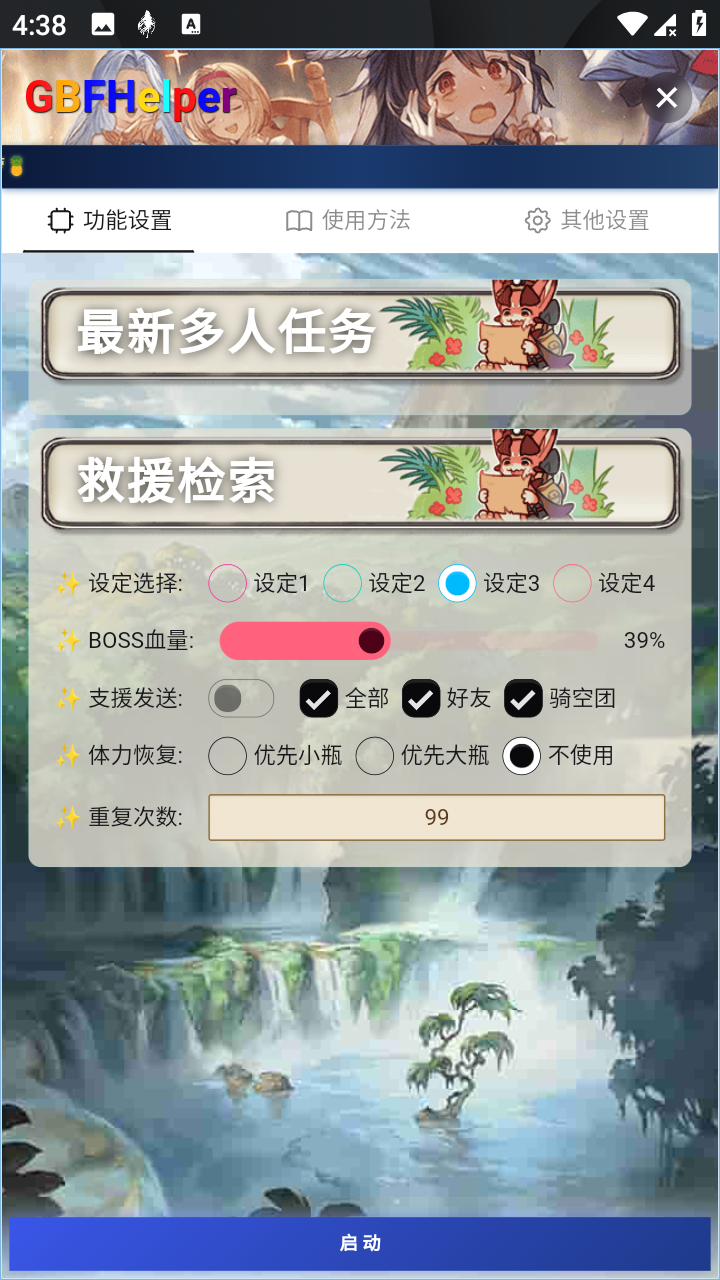 4:38
A
GBFHelper
功能设置 使用方法 其他设置
最新多人任务
救援检索
✨ 设定选择: 设定1 设定2 设定3 设定4
✨ BOSS血量: 39%
✨ 支援发送: 全部 好友 骑空团
✨ 体力恢复: 优先小瓶 优先大瓶 不使用
✨ 重复次数: 99
启动